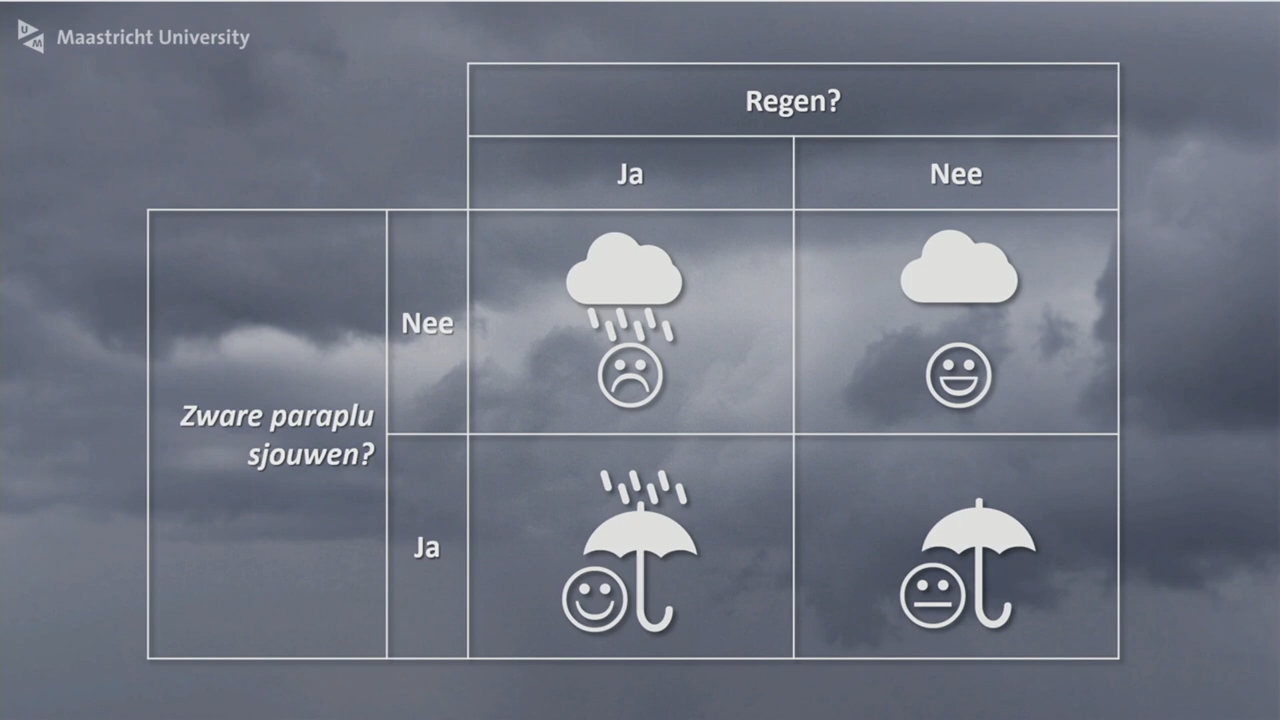 Maastricht University
Regen?
Ja
Nee
Nee
Zware paraplu
sjouwen?
Ja